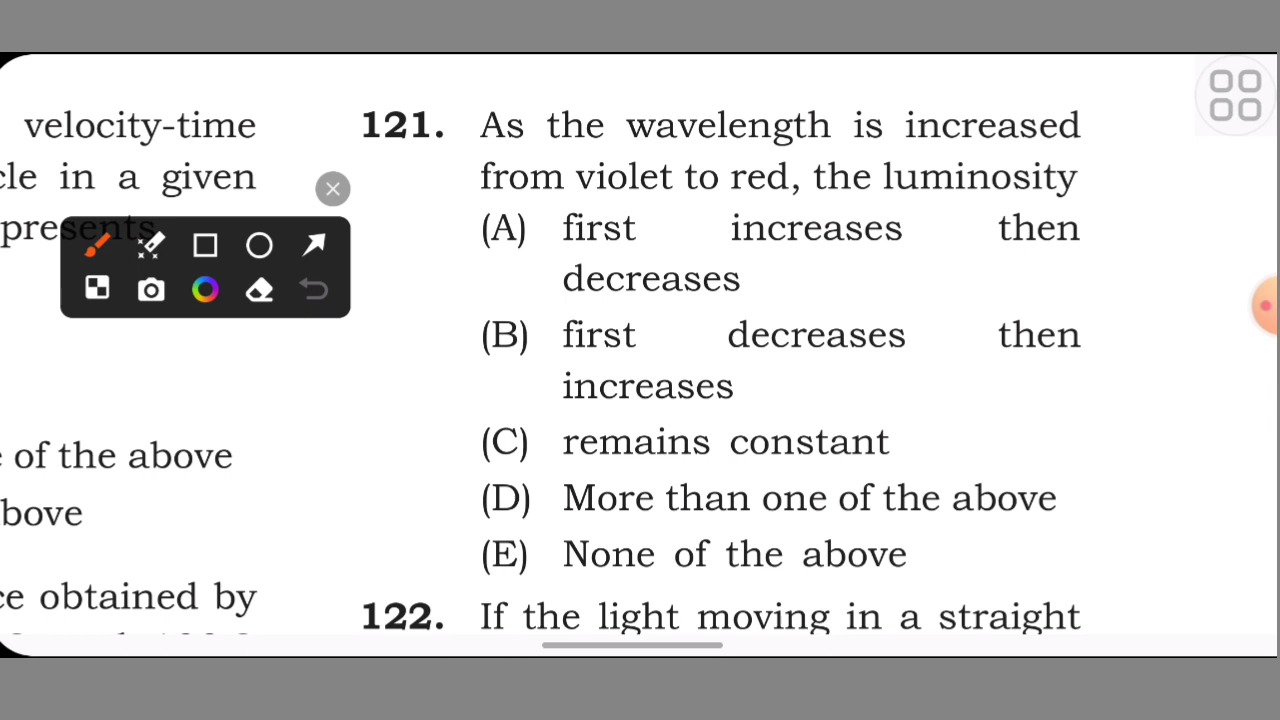 velocity-time
cle in a given
presents
e of the above
bove
ce obtained by
121. As the wavelength is increased
from violet to red, the luminosity
(A) first increases then
decreases
(B) first decreases then
increases
(C) remains constant
(D) More than one of the above
(E) None of the above
122. If the light moving in a straight